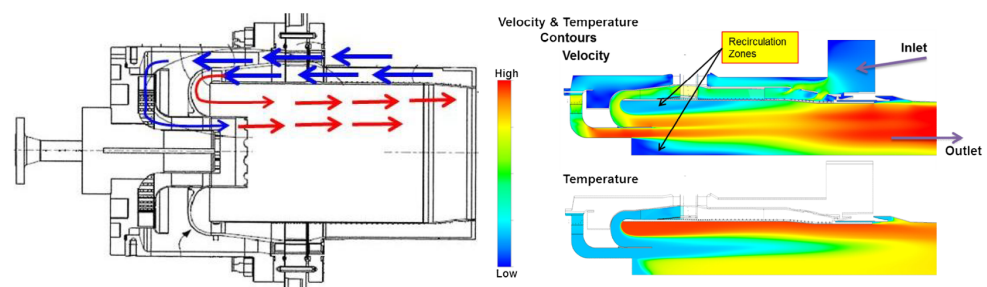 Velocity & Temperature
Contours
Velocity
High
Recirculation
Zones
Inlet
Outlet
Temperature
Low